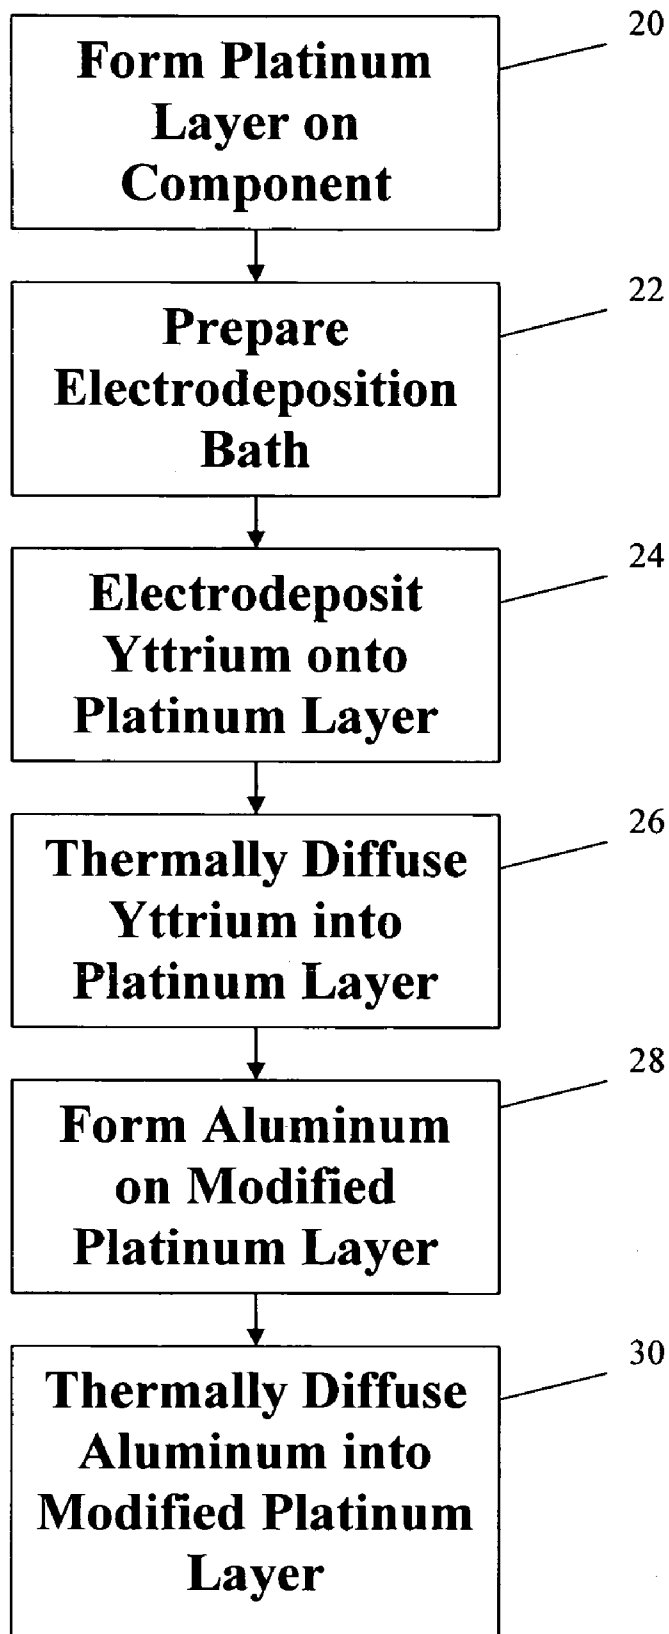 20
Form Platinum
Layer on
Component
22
Prepare
Electrodeposition
Bath
24
Electrodeposit
Yttrium onto
Platinum Layer
26
Thermally Diffuse
Yttrium into
Platinum Layer
28
Form Aluminum
on Modified
Platinum Layer
30
Thermally Diffuse
Aluminum into
Modified Platinum
Layer